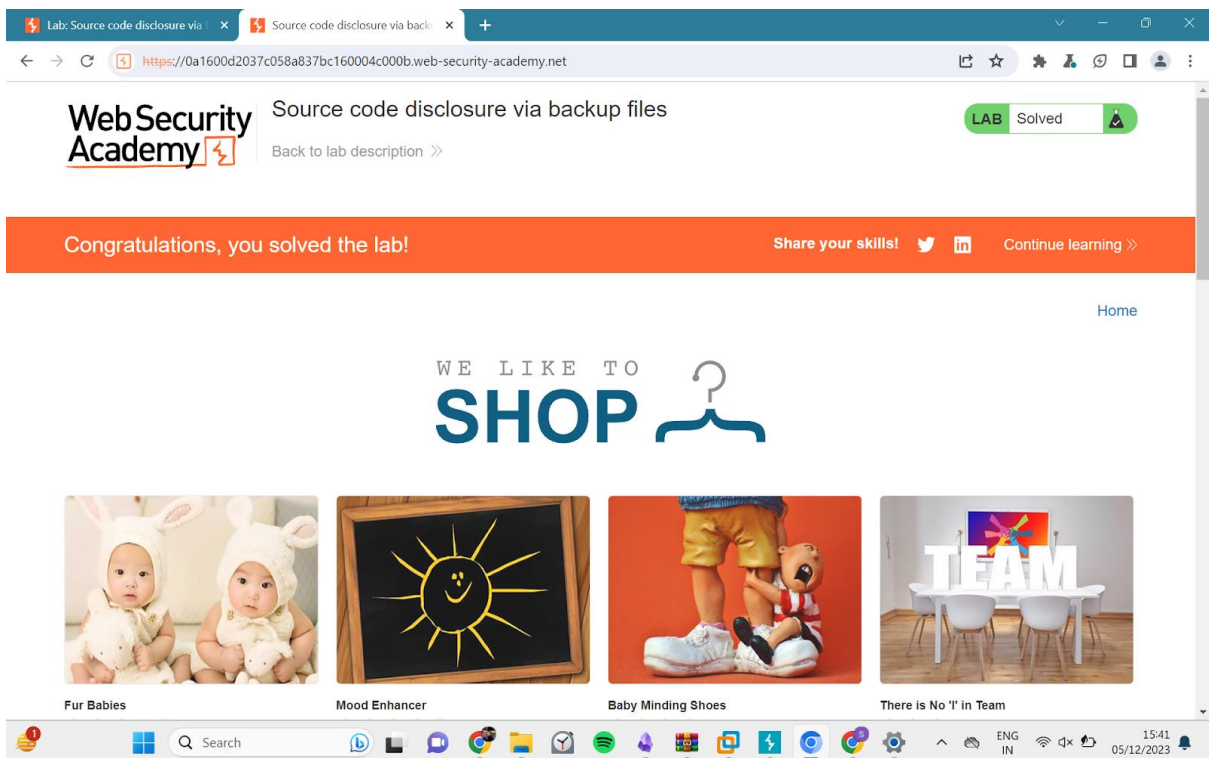 Lab: Source code disclosure via
Source code disclosure via back
https://0a1600d2037c058a837bc160004c000b.web-security-academy.net
Web Security
Academy
Source code disclosure via backup files
Back to lab description
LAB Solved
Congratulations, you solved the lab!
Share your skills!
in
Continue learning
Home
WE LIKE TO
SHOP
TEAM
Fur Babies
Mood Enhancer
Baby Minding Shoes
There is No 'I' in Team
1
Search
b
S
ENG
IN
15:41
05/12/2023